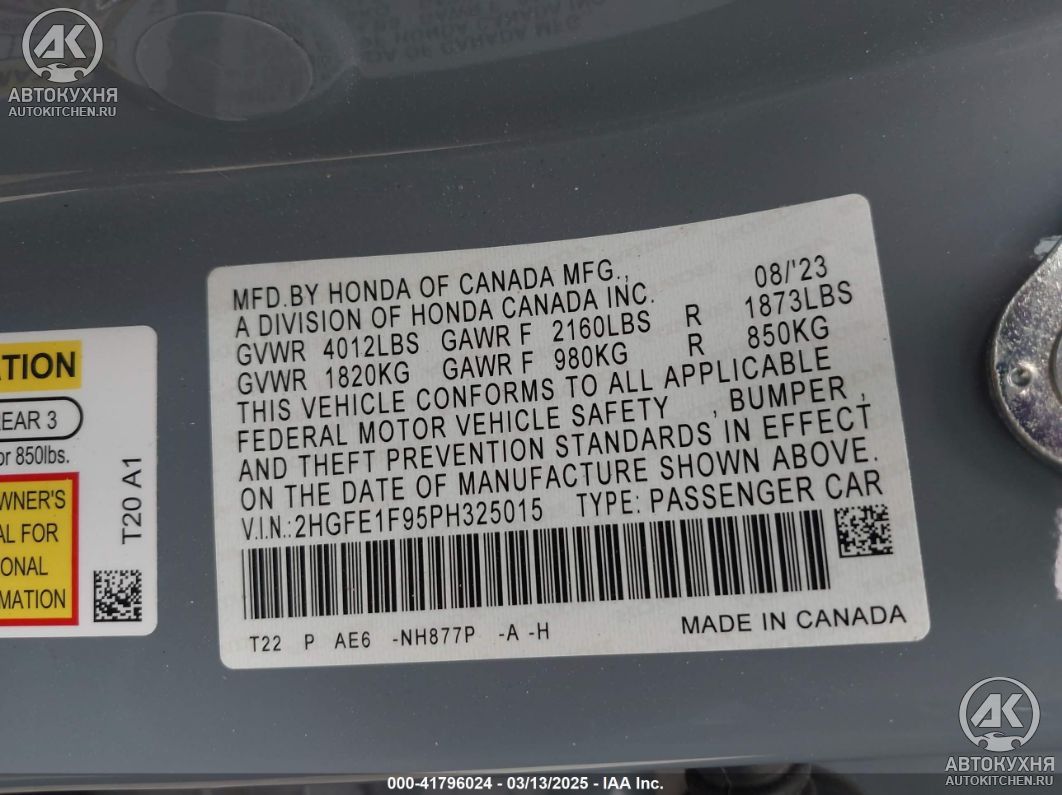 АВТОКУХНЯ
AUTOKITCHEN.RU
MFD.BY HONDA OF CANADA MFG., 08/'23
A DIVISION OF HONDA CANADA INC.
GVWR 4012LBS GAWR F 2160LBS R 1873LBS
GVWR 1820KG GAWR F 980KG R 850KG
THIS VEHICLE CONFORMS TO ALL APPLICABLE
FEDERAL MOTOR VEHICLE SAFETY , BUMPER ,
AND THEFT PREVENTION STANDARDS IN EFFECT
ON THE DATE OF MANUFACTURE SHOWN ABOVE.
V.I.N.: 2HGFE1F95PH325015 TYPE: PASSENGER CAR
T22 P AE6 -NH877P -A -H
MADE IN CANADA
ATION
EAR 3
or 850lbs.
WNER'S
AL FOR
ONAL
MATION
T20 A1
АВТОКУХНЯ
AUTOKITCHEN.RU
000-41796024 - 03/13/2025 - IAA Inc.